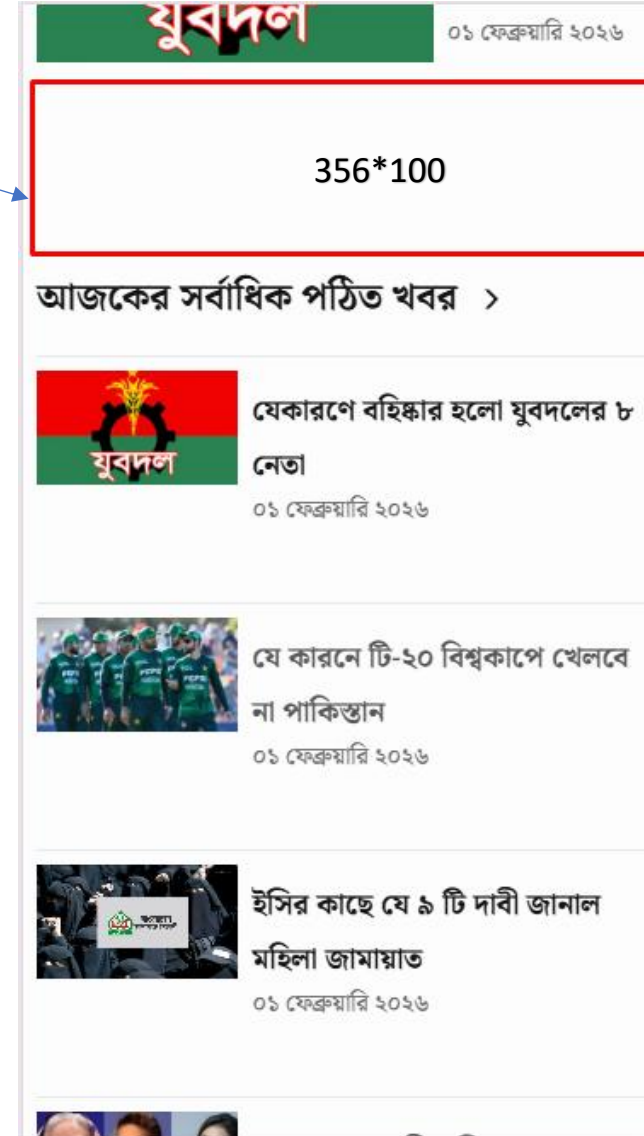 যুবদল
০১ ফেব্রুয়ারি ২০২৬
356*100
আজকের সর্বাধিক পঠিত খবর >
যেকারণে বহিষ্কার হলো যুবদলের ৮
নেতা
যুবদল
০১ ফেব্রুয়ারি ২০২৬
যে কারনে টি-২০ বিশ্বকাপে খেলবে
না পাকিস্তান
০১ ফেব্রুয়ারি ২০২৬
ইসির কাছে যে ৯ টি দাবী জানাল
মহিলা জামায়াত
০১ ফেব্রুয়ারি ২০২৬